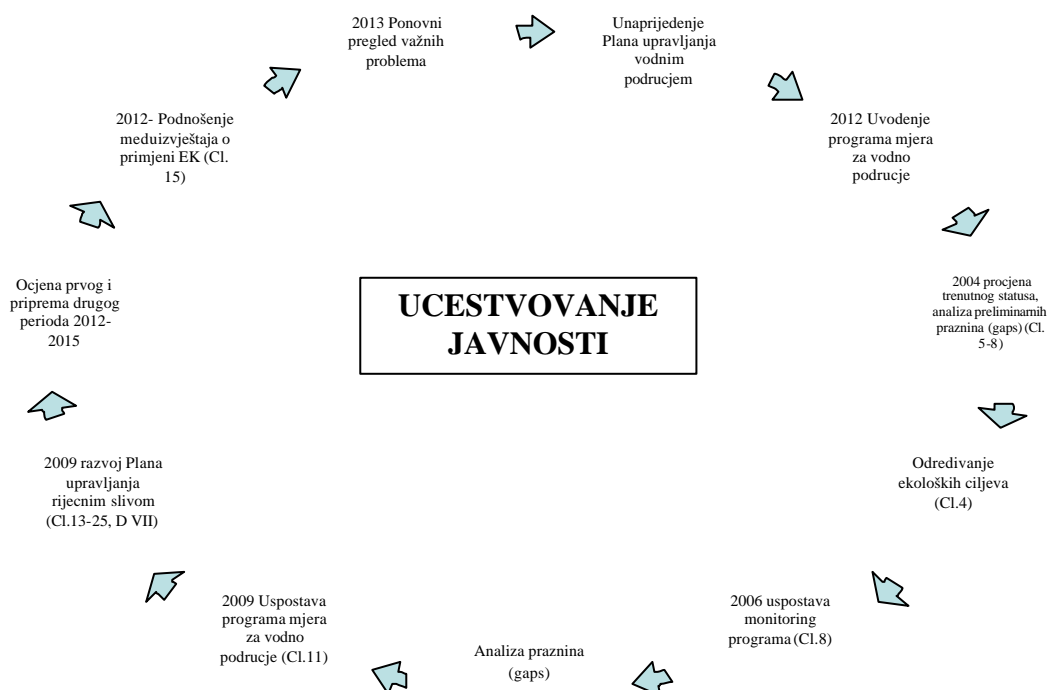 2013 Ponovni
pregled važnih
problema
Unaprijeđenje
Plana upravljanja
vodnim
podrucjem
2012 Uvođenje
programa mjera
za vodno
podrucje
2004 procjena
trenutnog statusa,
analiza preliminarnih
praznina (gaps) (Cl.
5-8)
Određivanje
ekoloških ciljeva
(Cl.4)
2006 uspostava
monitoring
programa (Cl.8)
Analiza praznina
(gaps)
2009 Uspostava
programa mjera
za vodno
podrucje (Cl.11)
2009 razvoj Plana
upravljanja
rijecnim slivom
(Cl.13-25, D VII)
Ocjena prvog i
priprema drugog
perioda 2012-
2015
2012- Podnošenje
međuizvještaja o
primjeni EK (Cl.
15)
UCESTVOVANJE
JAVNOSTI